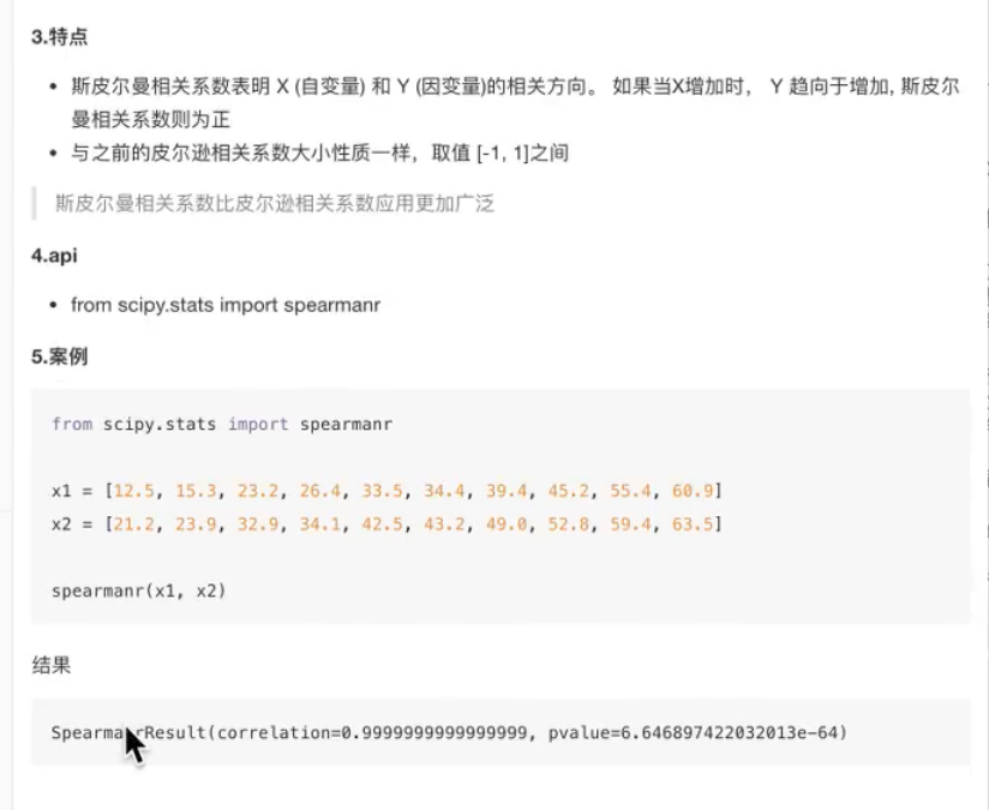 3.特点
斯皮尔曼相关系数表明 X (自变量) 和 Y (因变量)的相关方向。 如果当X增加时， Y 趋向于增加, 斯皮尔
曼相关系数则为正
与之前的皮尔逊相关系数大小性质一样，取值 [-1, 1]之间
斯皮尔曼相关系数比皮尔逊相关系数应用更加广泛
4.api
from scipy.stats import spearmanr
5.案例
from scipy.stats import spearmanr
x1 = [12.5, 15.3, 23.2, 26.4, 33.5, 34.4, 39.4, 45.2, 55.4, 60.9]
x2 = [21.2, 23.9, 32.9, 34.1, 42.5, 43.2, 49.0, 52.8, 59.4, 63.5]
spearmanr(x1, x2)
结果
SpearmanrResult(correlation=0.9999999999999999, pvalue=6.646897422032013e-64)